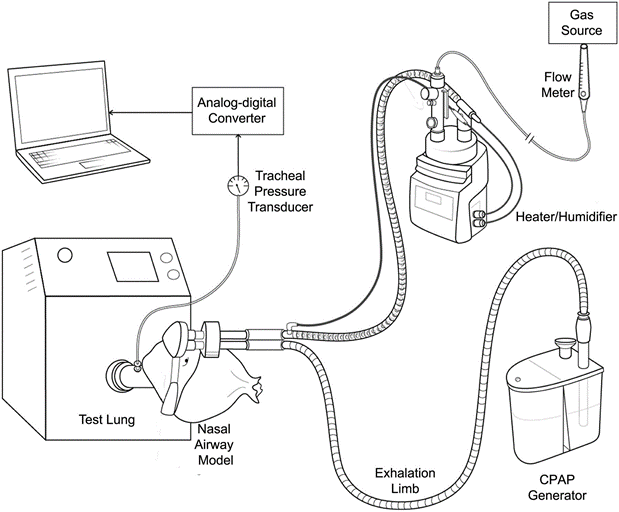 Gas
Source
Flow
Meter
Analog-digital
Converter
Tracheal
Pressure
Transducer
Heater/Humidifier
Test Lung
Nasal
Airway
Model
Exhalation
Limb
CPAP
Generator